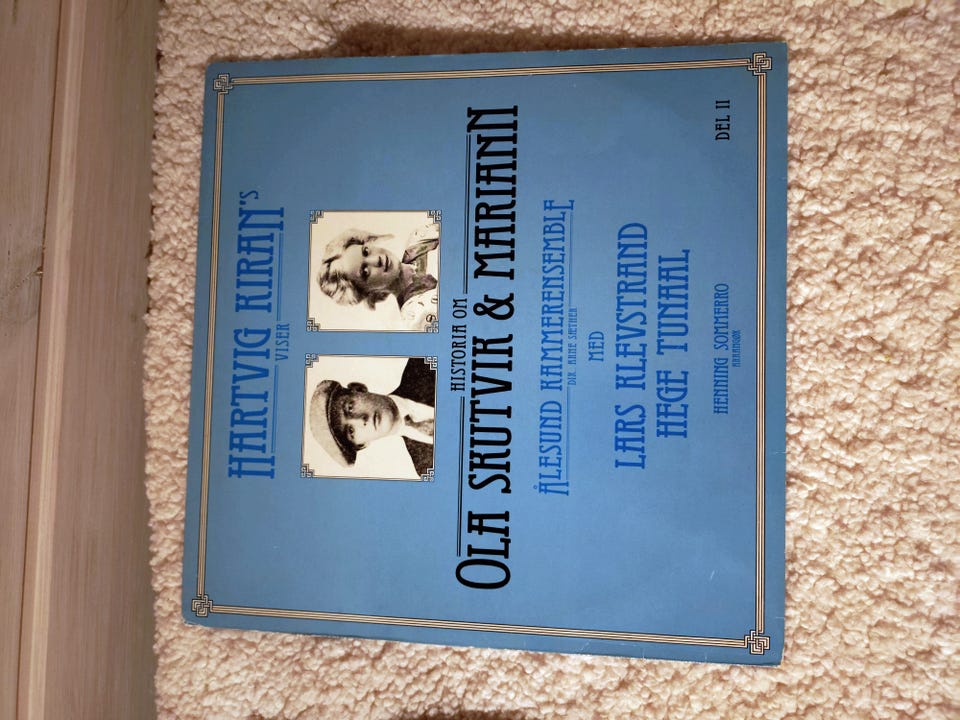 HARTVIG KIRAN'S
VISER
HISTORIA OM
OLA SKUTVIK & MARIANN
ÅLESUND KAMMERENSEMBLE
DIR. ARNE SÆTHER
MED
LARS KLEVSTRAND
HEGE TUNAAL
HENNING SOMMERRO
ARRANGØR
DEL II